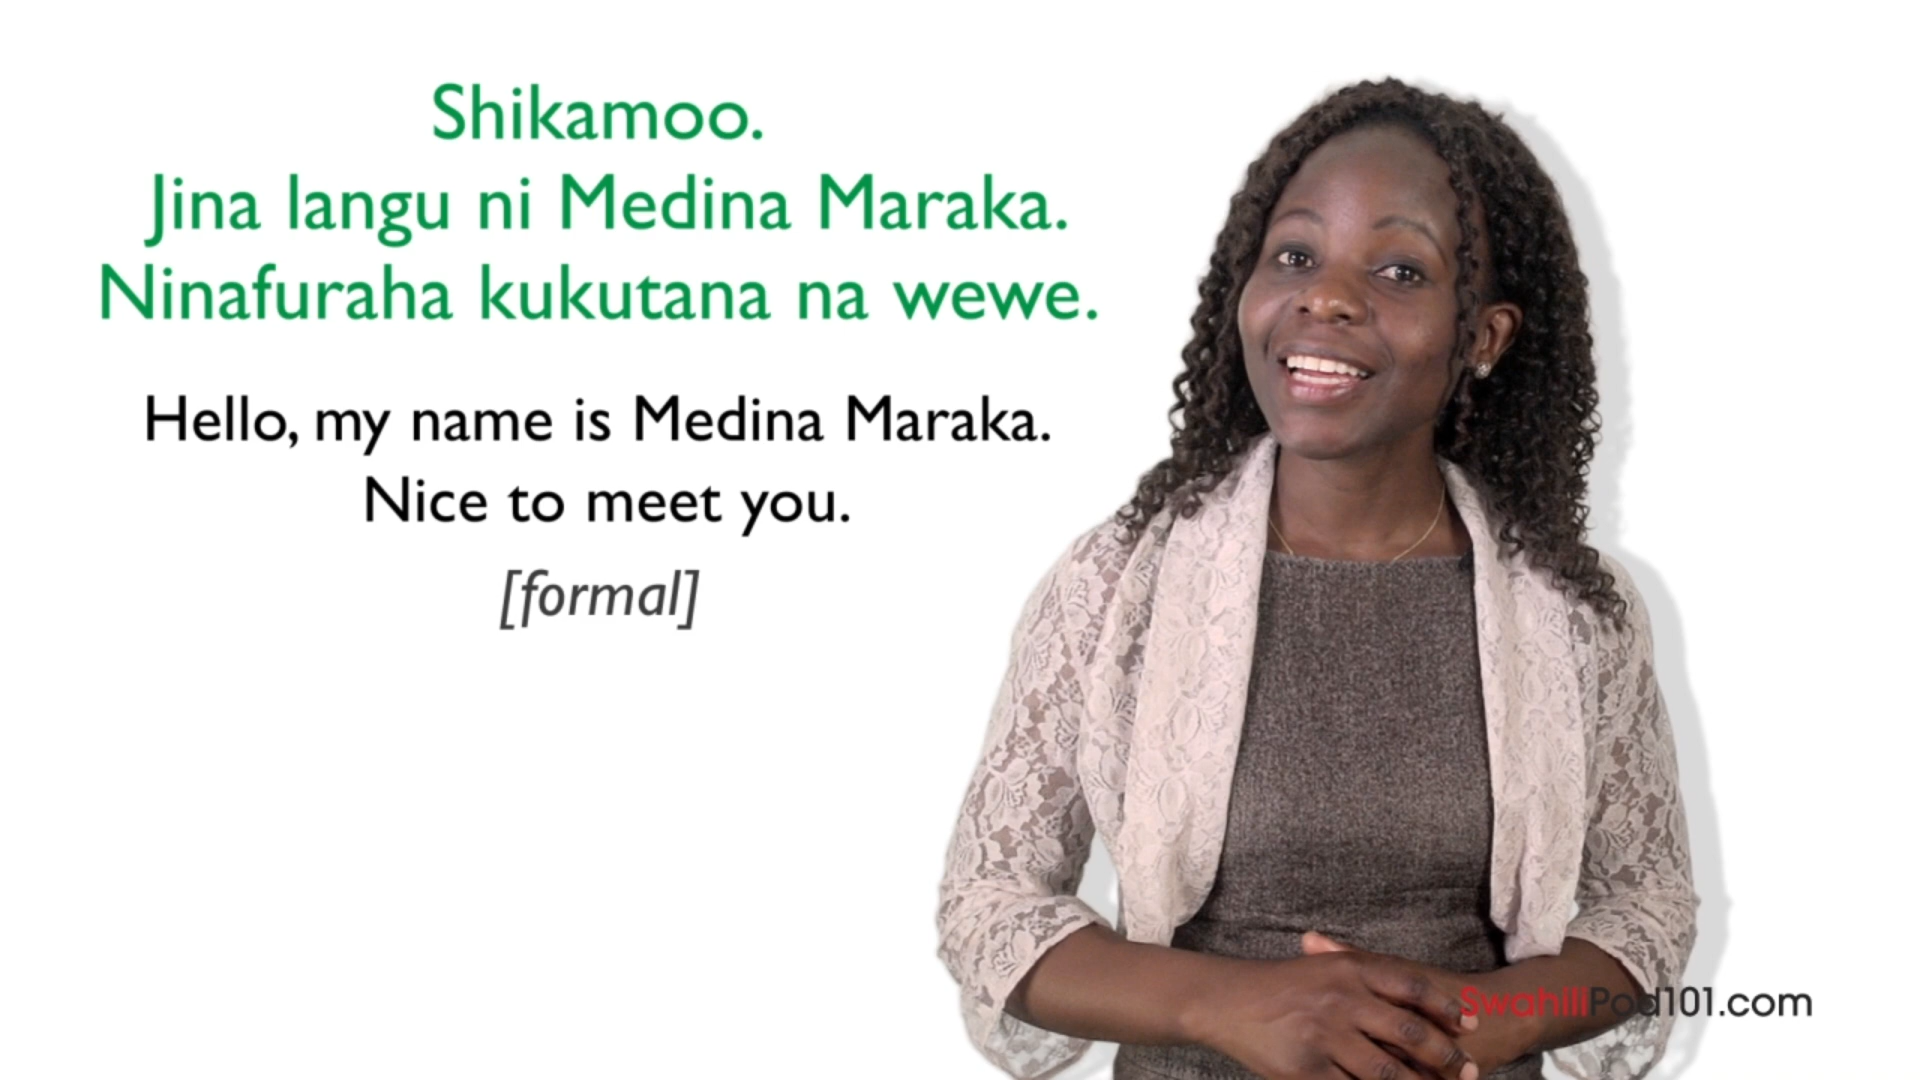 Shikamoo.
Jina langu ni Medina Maraka.
Ninafuraha kukutana na wewe.
Hello, my name is Medina Maraka.
Nice to meet you.
[formal]
SwahiliPod101.com